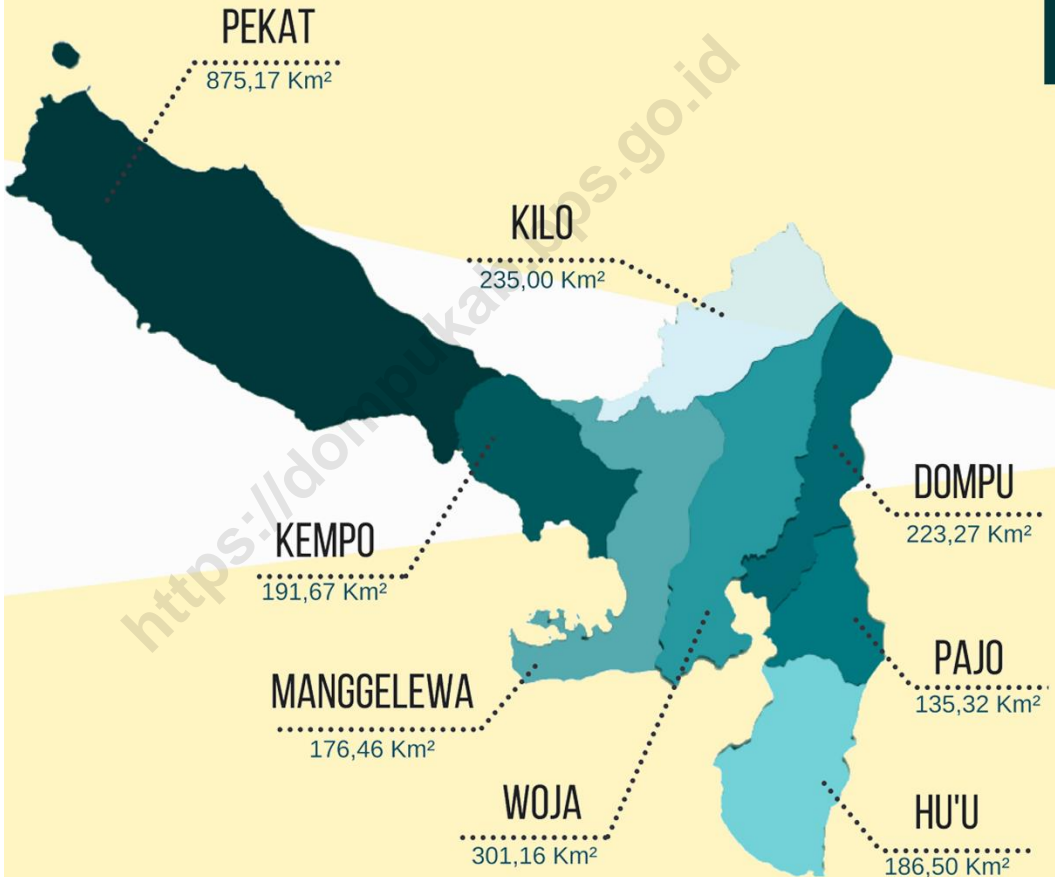 PEKAT
875,17 Km²
KILO
235,00 Km²
DOMPU
223,27 Km²
KEMPO
191,67 Km²
PAJO
135,32 Km²
MANGGELEWA
176,46 Km²
WOJA
301,16 Km²
HU'U
186,50 Km²
https://dompukab.bps.go.id